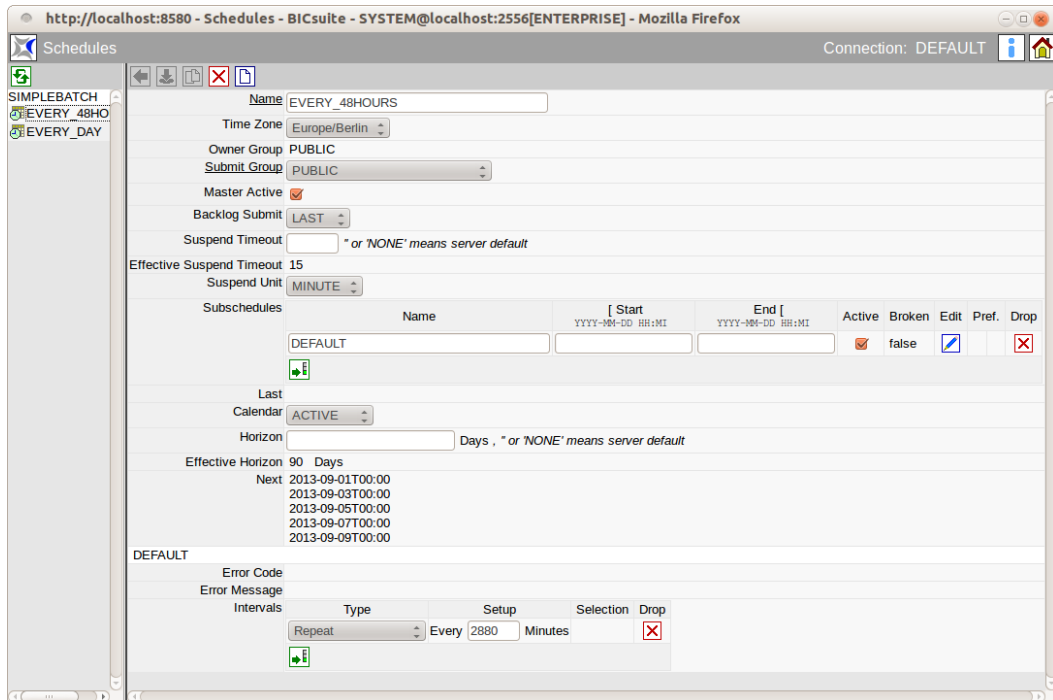 http://localhost:8580 - Schedules - BICsuite - SYSTEM@localhost:2556[ENTERPRISE] - Mozilla Firefox
Schedules Connection: DEFAULT
SIMPLEBATCH
EVERY_48HO
EVERY_DAY
Name EVERY_48HOURS
Time Zone Europe/Berlin
Owner Group PUBLIC
Submit Group PUBLIC
Master Active
Backlog Submit LAST
Suspend Timeout '' or 'NONE' means server default
Effective Suspend Timeout 15
Suspend Unit MINUTE
Subschedules Name [ Start End [ Active Broken Edit Pref. Drop
YYYY-MM-DD HH:MI YYYY-MM-DD HH:MI
DEFAULT false
Last
Calendar ACTIVE
Horizon Days , '' or 'NONE' means server default
Effective Horizon 90 Days
Next 2013-09-01T00:00
2013-09-03T00:00
2013-09-05T00:00
2013-09-07T00:00
2013-09-09T00:00
DEFAULT
Error Code
Error Message
Intervals Type Setup Selection Drop
Repeat Every 2880 Minutes